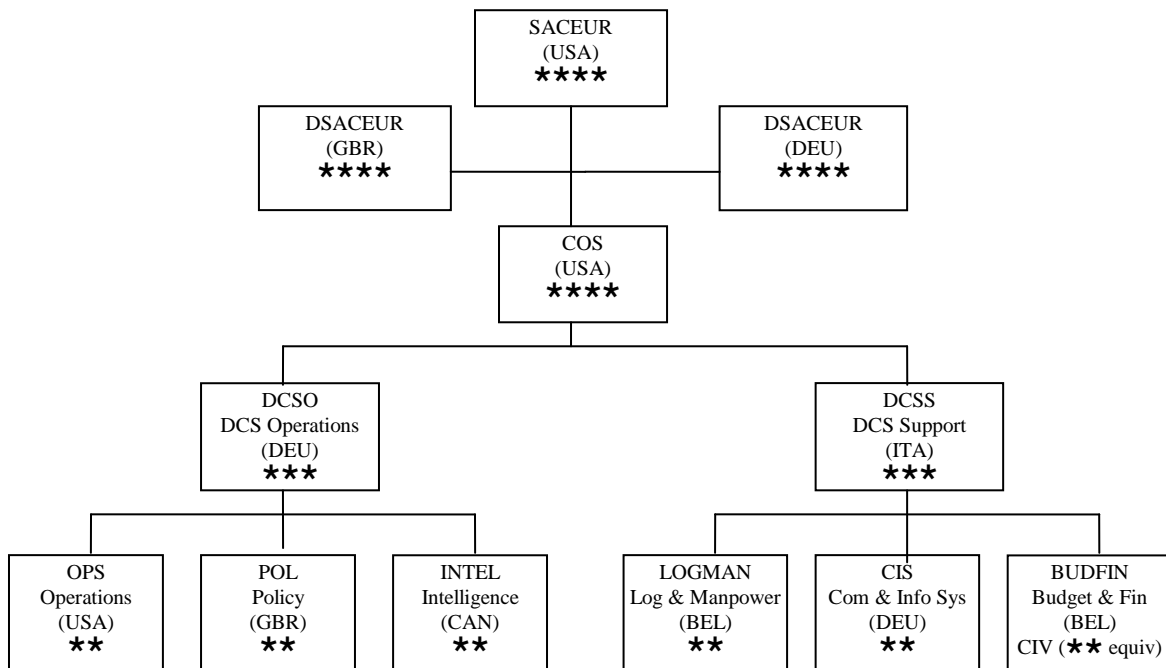 SACEUR
(USA)
★★★★
DSACEUR
(GBR)
★★★★
DSACEUR
(DEU)
★★★★
COS
(USA)
★★★★
DCSO
DCS Operations
(DEU)
★★★
DCSS
DCS Support
(ITA)
★★★
OPS
Operations
(USA)
★★
POL
Policy
(GBR)
★★
INTEL
Intelligence
(CAN)
★★
LOGMAN
Log & Manpower
(BEL)
★★
CIS
Com & Info Sys
(DEU)
★★
BUDFIN
Budget & Fin
(BEL)
CIV (★★ equiv)